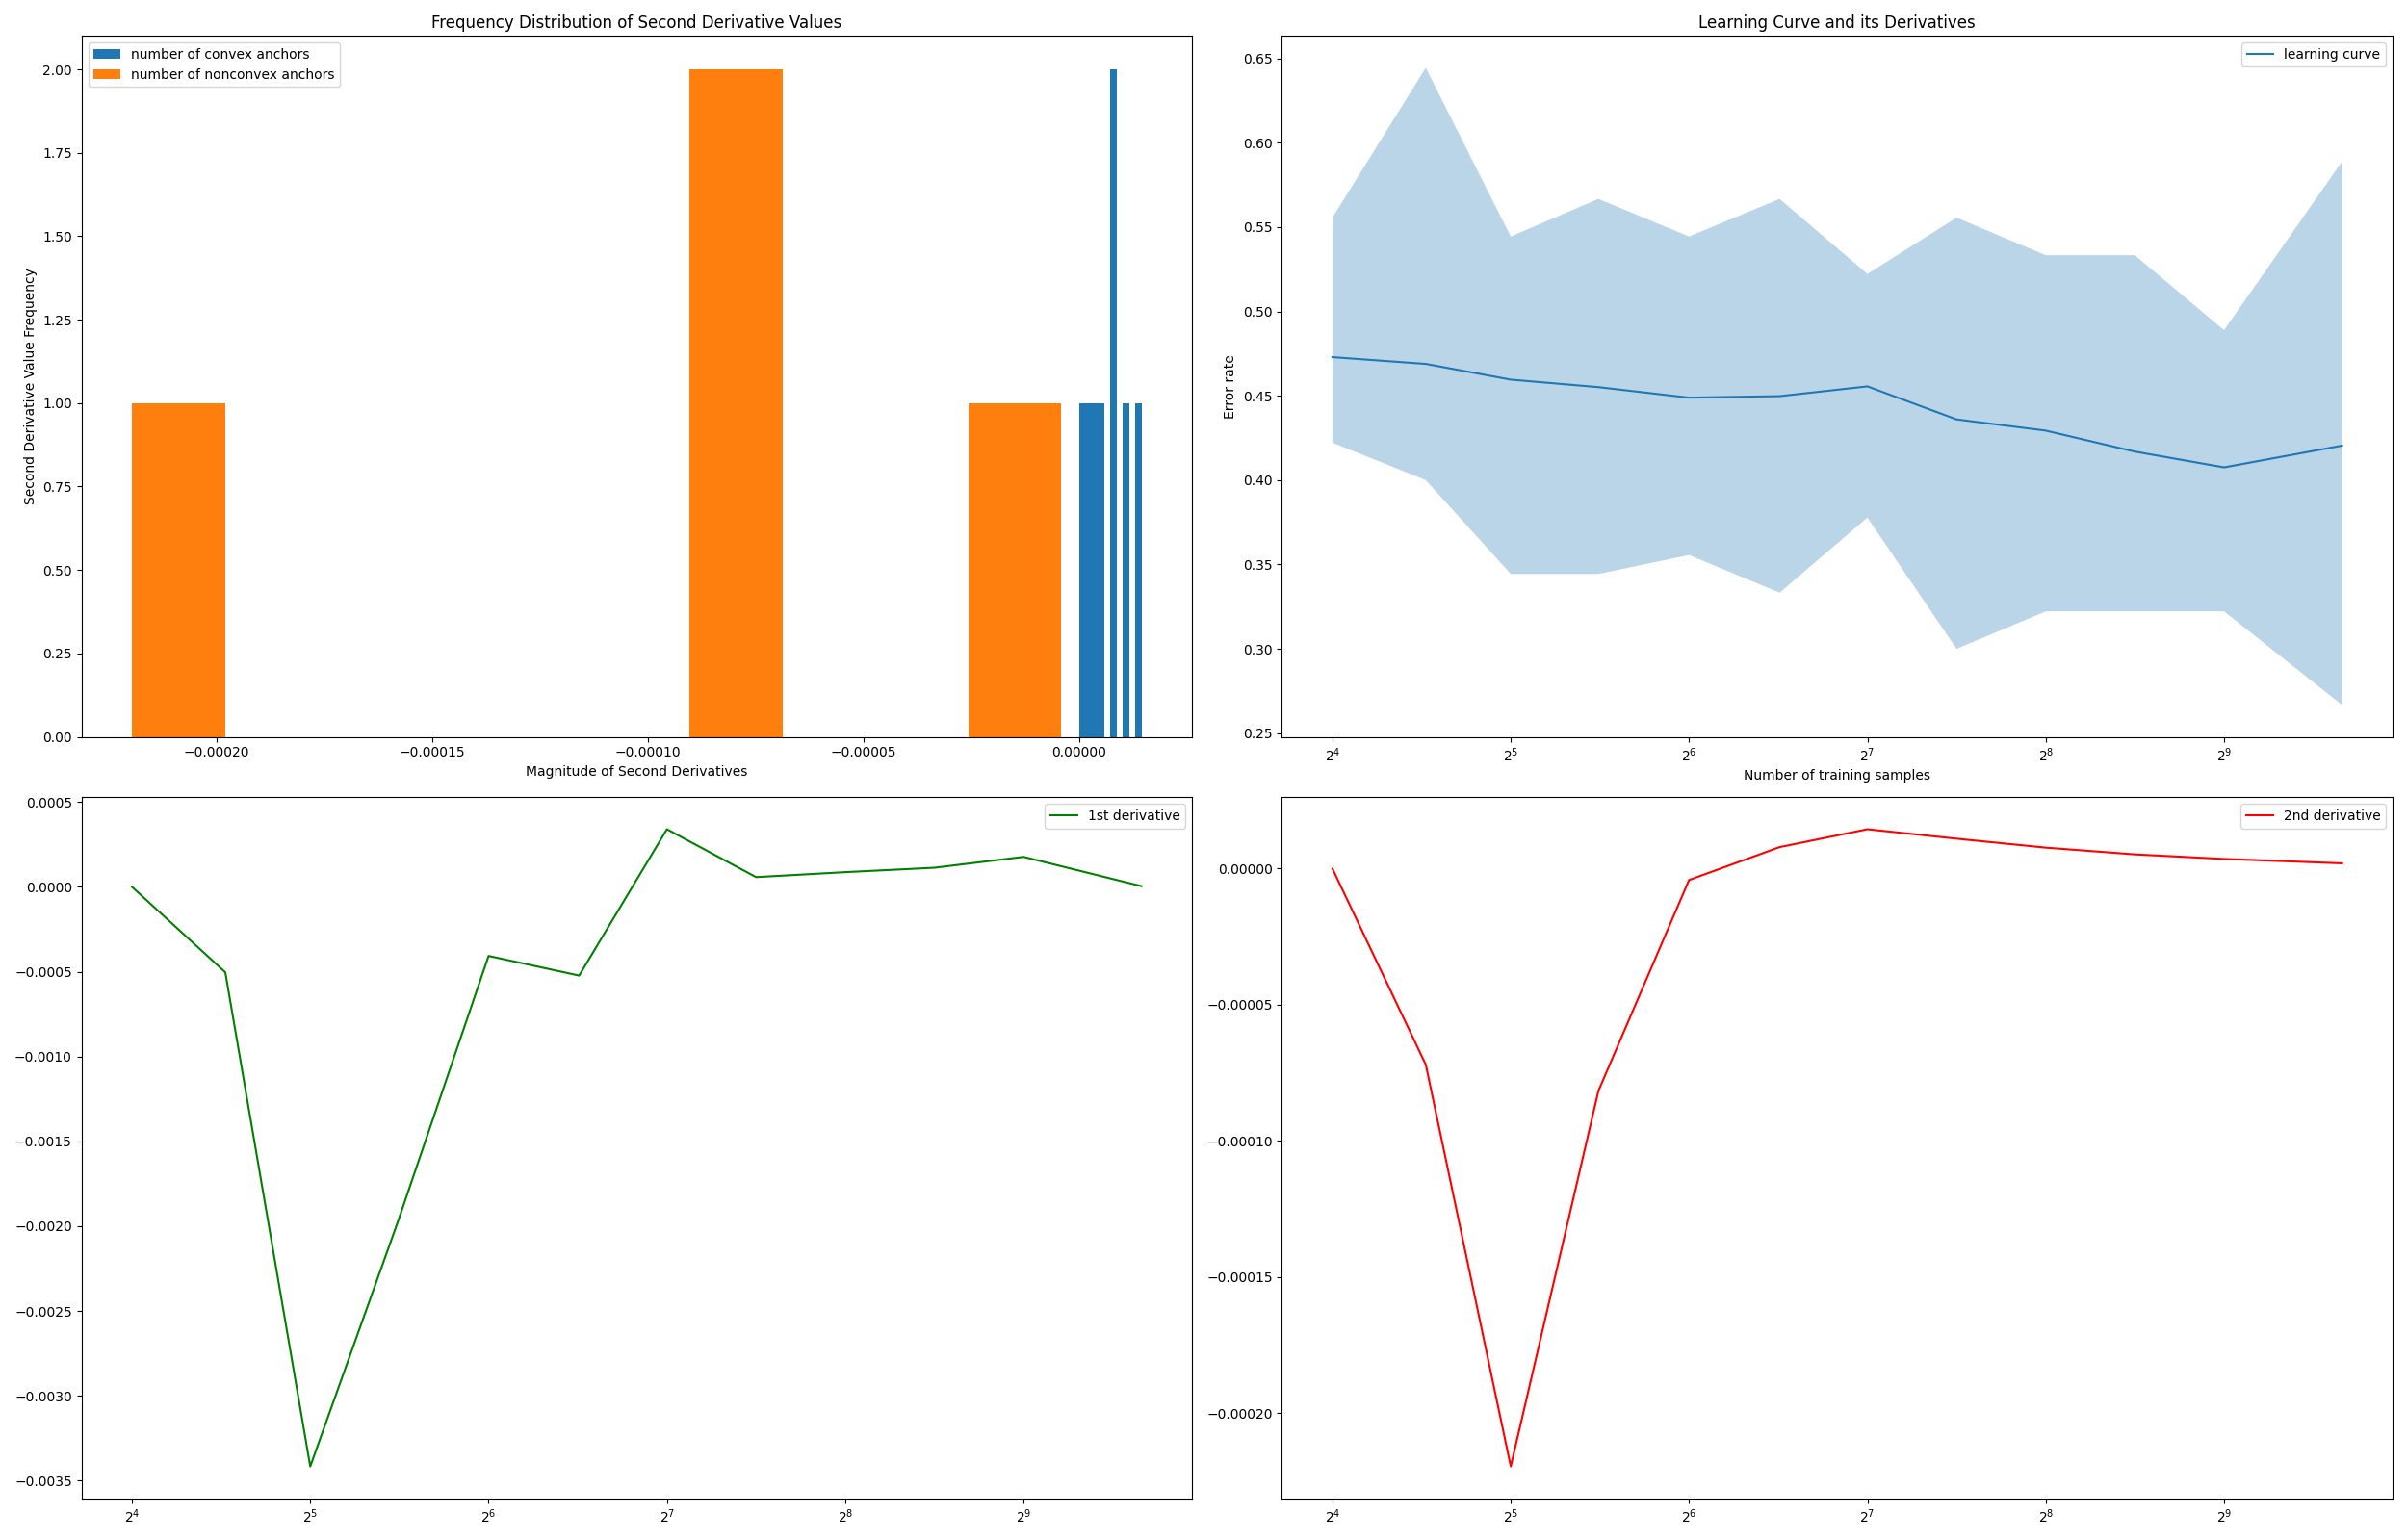 Frequency Distribution of Second Derivative Values
number of convex anchors
number of nonconvex anchors
Second Derivative Value Frequency
2.00
1.75
1.50
1.25
1.00
0.75
0.50
0.25
0.00
−0.00020 −0.00015 −0.00010 −0.00005 0.00000
Magnitude of Second Derivatives
Learning Curve and its Derivatives
learning curve
Error rate
0.65
0.60
0.55
0.50
0.45
0.40
0.35
0.30
0.25
2⁴ 2⁵ 2⁶ 2⁷ 2⁸ 2⁹
Number of training samples
1st derivative
0.0005
0.0000
−0.0005
−0.0010
−0.0015
−0.0020
−0.0025
−0.0030
−0.0035
2⁴ 2⁵ 2⁶ 2⁷ 2⁸ 2⁹
2nd derivative
0.00000
−0.00005
−0.00010
−0.00015
−0.00020
2⁴ 2⁵ 2�6 2⁷ 2⁸ 2⁹